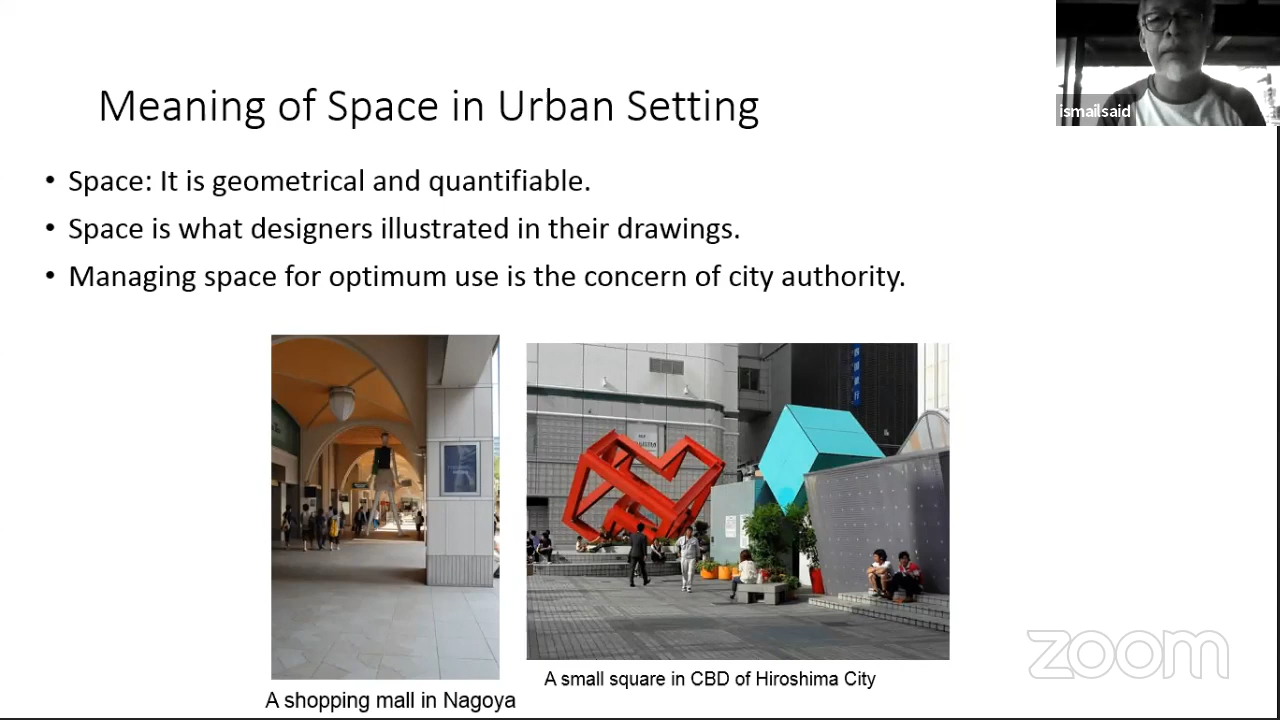 ismailsaid
Meaning of Space in Urban Setting
• Space: It is geometrical and quantifiable.
• Space is what designers illustrated in their drawings.
• Managing space for optimum use is the concern of city authority.
A small square in CBD of Hiroshima City
A shopping mall in Nagoya
zoom